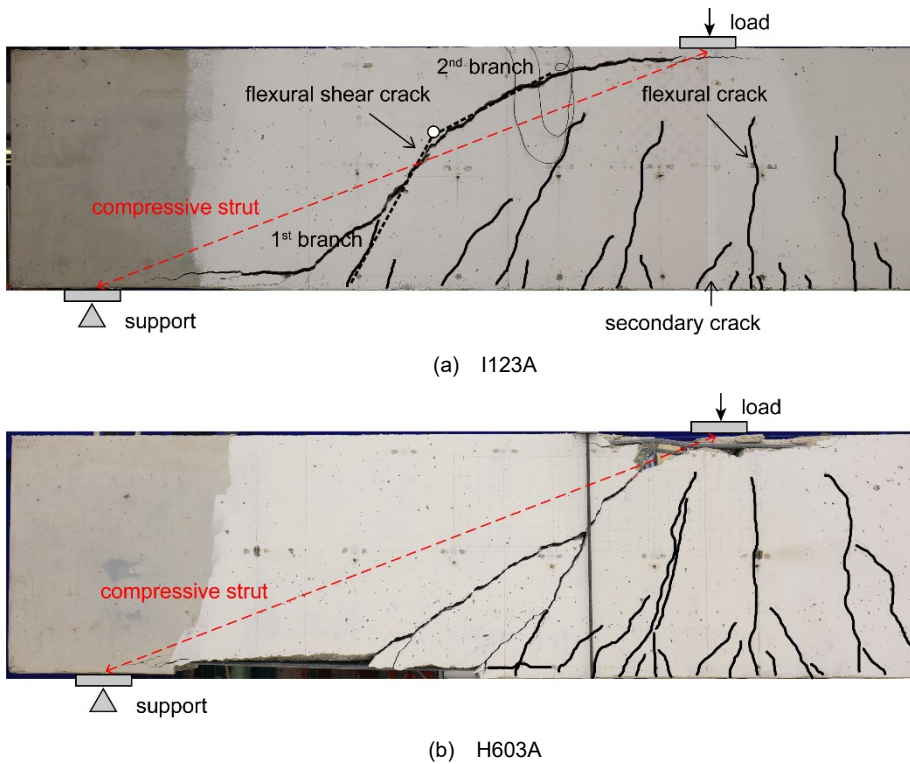 load
2nd branch
flexural shear crack
flexural crack
compressive strut
1st branch
support
secondary crack
(a) I123A
load
compressive strut
support
(b) H603A